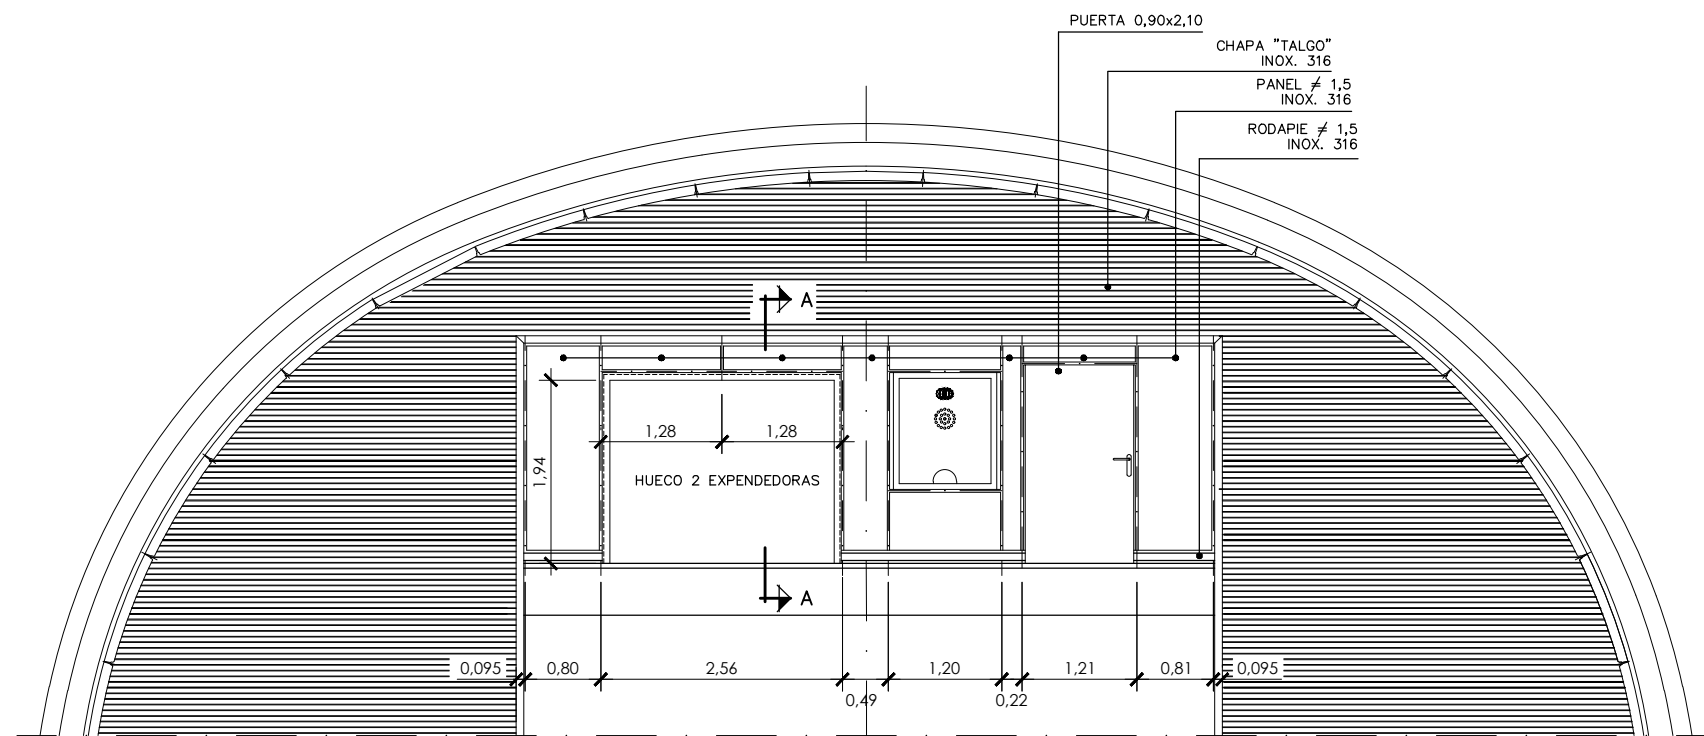 PUERTA 0,90x2,10
CHAPA "TALGO"
INOX. 316
PANEL ≠ 1,5
INOX. 316
RODAPIE ≠ 1,5
INOX. 316
A
1,28
1,28
1,94
HUECO 2 EXPENDEDORAS
A
0,095
0,80
2,56
0,49
1,20
0,22
1,21
0,81
0,095